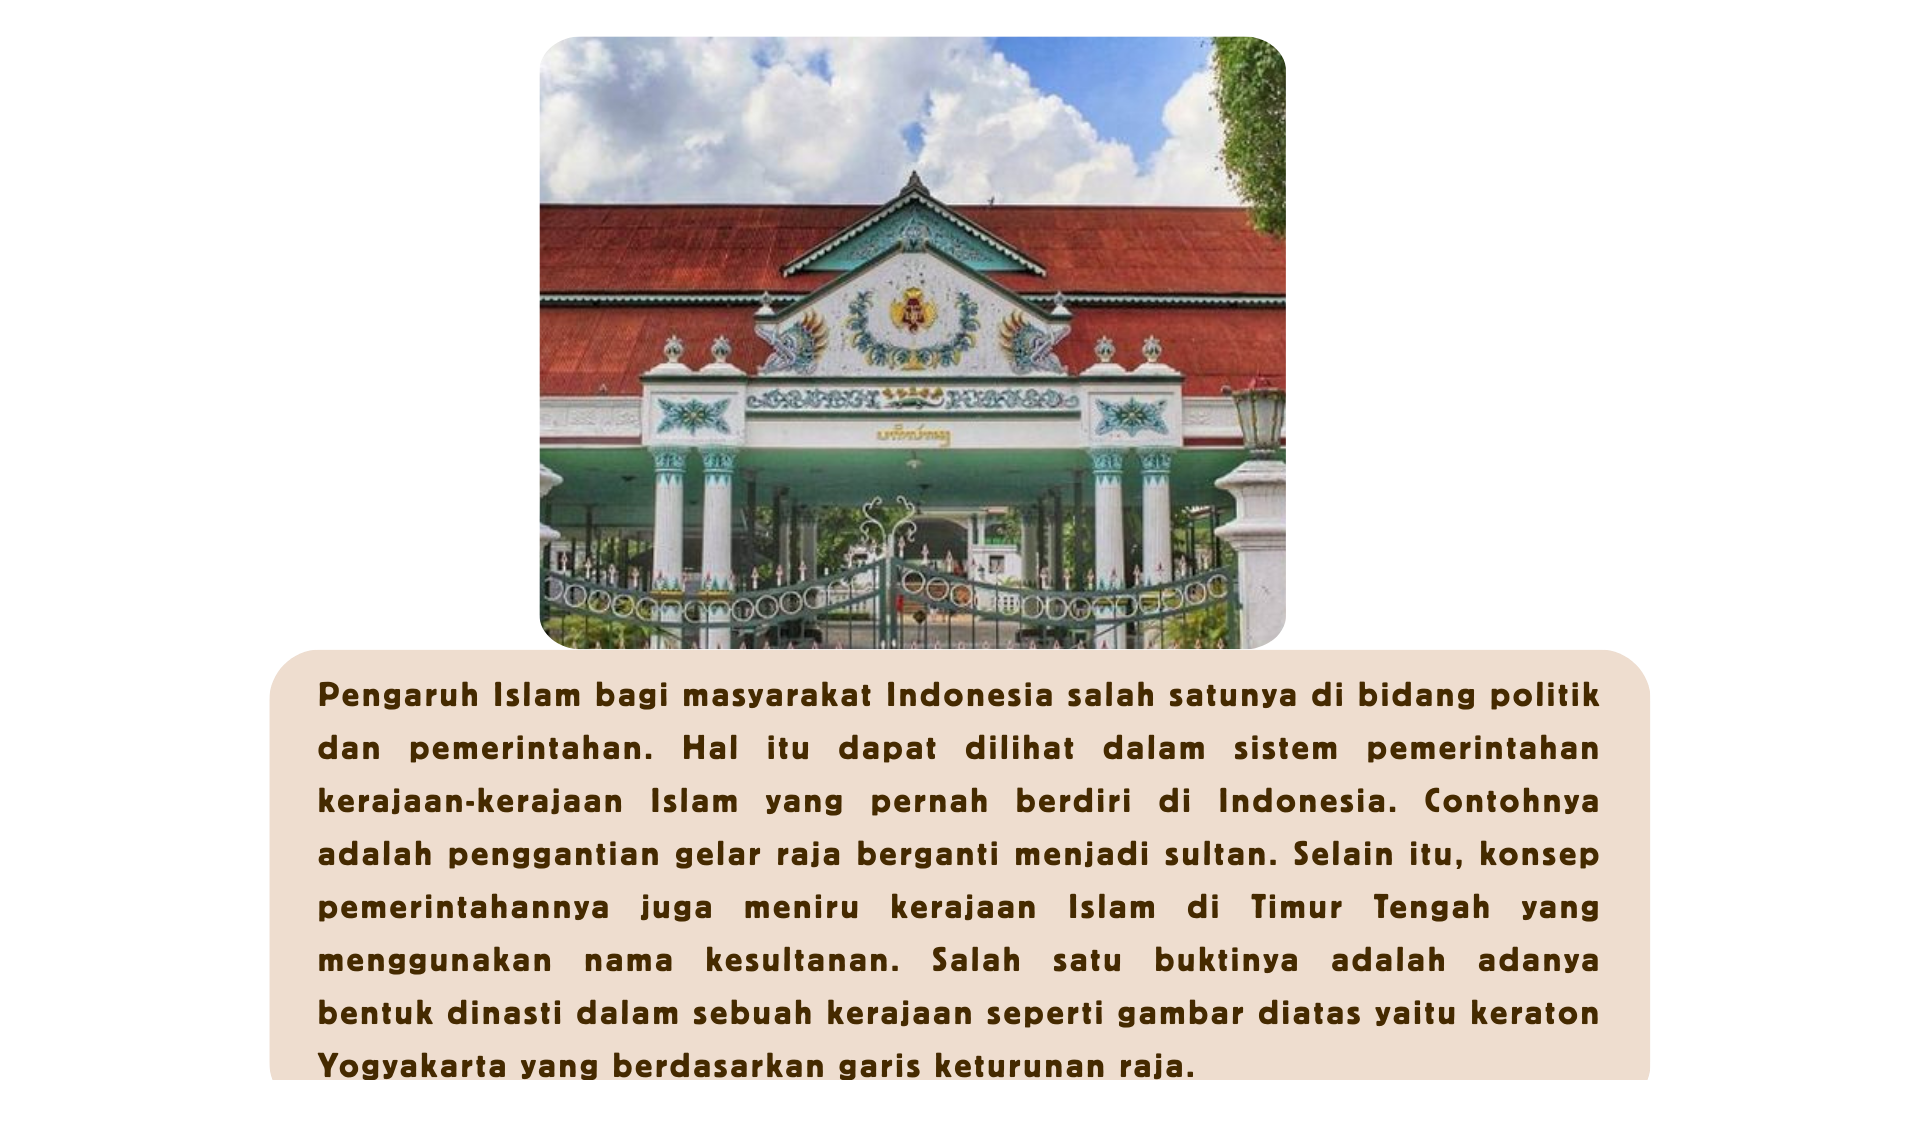 Pengaruh Islam bagi masyarakat Indonesia salah satunya di bidang politik
dan pemerintahan. Hal itu dapat dilihat dalam sistem pemerintahan
kerajaan-kerajaan Islam yang pernah berdiri di Indonesia. Contohnya
adalah penggantian gelar raja berganti menjadi sultan. Selain itu, konsep
pemerintahannya juga meniru kerajaan Islam di Timur Tengah yang
menggunakan nama kesultanan. Salah satu buktinya adalah adanya
bentuk dinasti dalam sebuah kerajaan seperti gambar diatas yaitu keraton
Yogyakarta yang berdasarkan garis keturunan raja.